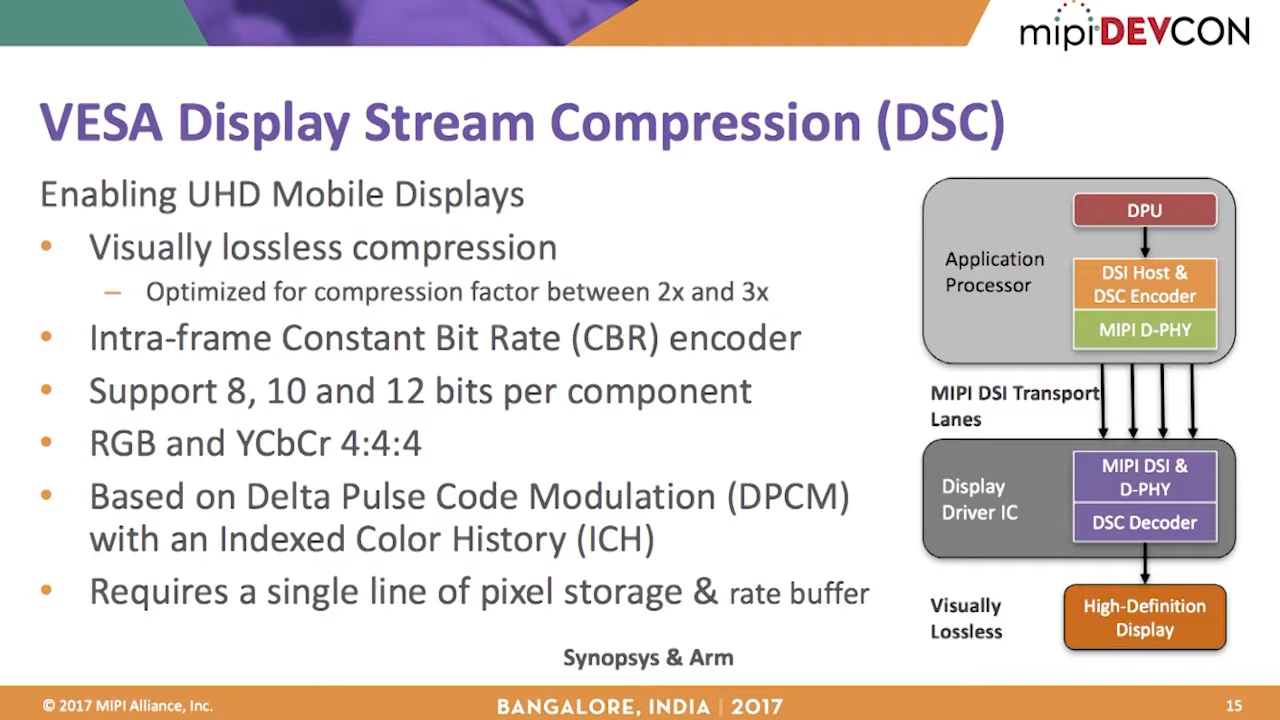 mipi DEVCON
VESA Display Stream Compression (DSC)
Enabling UHD Mobile Displays
• Visually lossless compression
– Optimized for compression factor between 2x and 3x
• Intra-frame Constant Bit Rate (CBR) encoder
• Support 8, 10 and 12 bits per component
• RGB and YCbCr 4:4:4
• Based on Delta Pulse Code Modulation (DPCM)
with an Indexed Color History (ICH)
• Requires a single line of pixel storage & rate buffer
Synopsys & Arm
DPU
Application
Processor
DSI Host &
DSC Encoder
MIPI D-PHY
MIPI DSI Transport
Lanes
Display
Driver IC
MIPI DSI &
D-PHY
DSC Decoder
Visually
Lossless
High-Definition
Display
© 2017 MIPI Alliance, Inc.
BANGALORE, INDIA | 2017
15